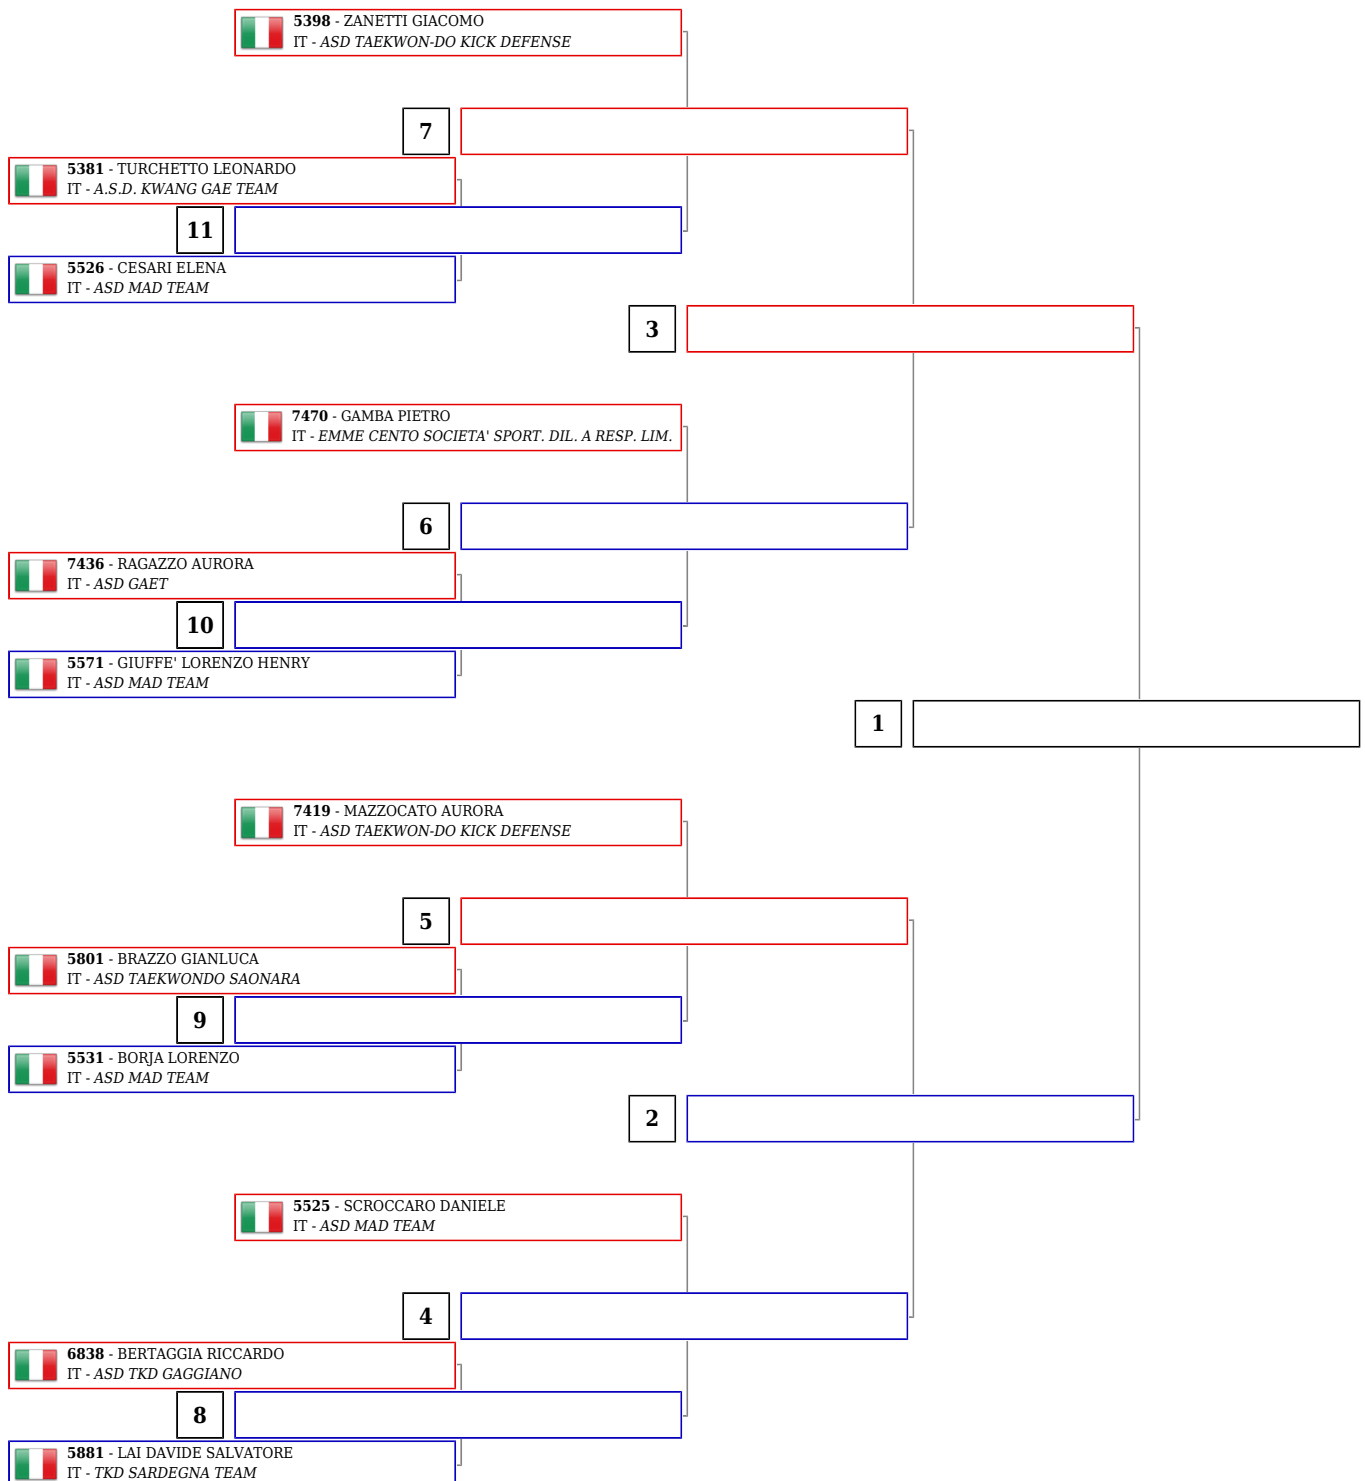 5398 - ZANETTI GIACOMO
IT - ASD TAEKWON-DO KICK DEFENSE
7
5381 - TURCHETTO LEONARDO
IT - A.S.D. KWANG GAE TEAM
11
5526 - CESARI ELENA
IT - ASD MAD TEAM
3
7470 - GAMBA PIETRO
IT - EMME CENTO SOCIETA' SPORT. DIL. A RESP. LIM.
6
7436 - RAGAZZO AURORA
IT - ASD GAET
10
5571 - GIUFFE' LORENZO HENRY
IT - ASD MAD TEAM
1
7419 - MAZZOCATO AURORA
IT - ASD TAEKWON-DO KICK DEFENSE
5
5801 - BRAZZO GIANLUCA
IT - ASD TAEKWONDO SAONARA
9
5531 - BORJA LORENZO
IT - ASD MAD TEAM
2
5525 - SCROCCARO DANIELE
IT - ASD MAD TEAM
4
6838 - BERTAGGIA RICCARDO
IT - ASD TKD GAGGIANO
8
5881 - LAI DAVIDE SALVATORE
IT - TKD SARDEGNA TEAM